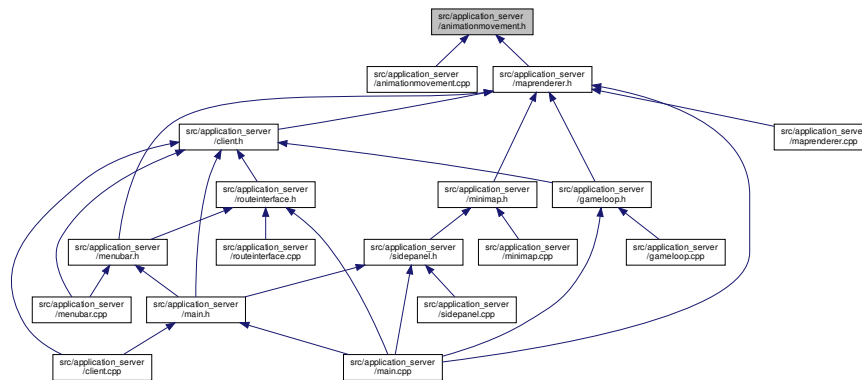 src/application_server
/animationmovement.h
src/application_server
/animationmovement.cpp
src/application_server
/maprenderer.h
src/application_server
/client.h
src/application_server
/maprenderer.cpp
src/application_server
/routeinterface.h
src/application_server
/minimap.h
src/application_server
/gameloop.h
src/application_server
/menubar.h
src/application_server
/routeinterface.cpp
src/application_server
/sidepanel.h
src/application_server
/minimap.cpp
src/application_server
/gameloop.cpp
src/application_server
/menubar.cpp
src/application_server
/main.h
src/application_server
/sidepanel.cpp
src/application_server
/client.cpp
src/application_server
/main.cpp